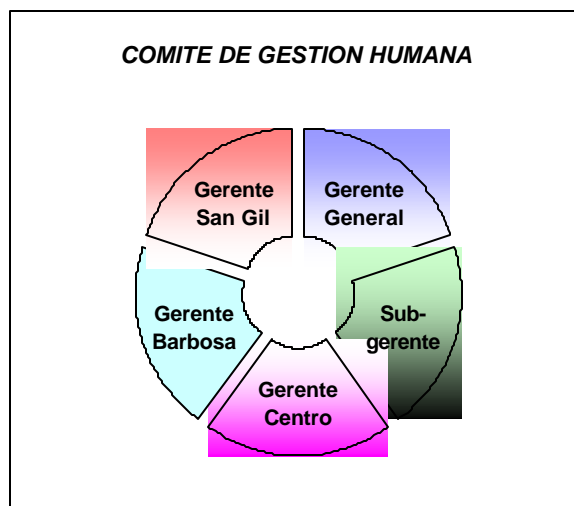 COMITE DE GESTION HUMANA
Gerente
San Gil
Gerente
General
Gerente
Barbosa
Sub-
gerente
Gerente
Centro